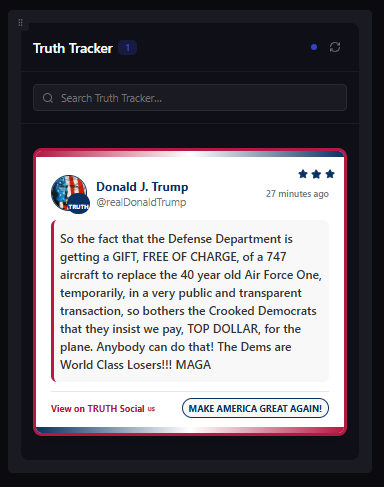 Truth Tracker 1
Search Truth Tracker...
TRUTH
Donald J. Trump
@realDonaldTrump
27 minutes ago
So the fact that the Defense Department is
getting a GIFT, FREE OF CHARGE, of a 747
aircraft to replace the 40 year old Air Force One,
temporarily, in a very public and transparent
transaction, so bothers the Crooked Democrats
that they insist we pay, TOP DOLLAR, for the
plane. Anybody can do that! The Dems are
World Class Losers!!! MAGA
View on TRUTH Social US
MAKE AMERICA GREAT AGAIN!